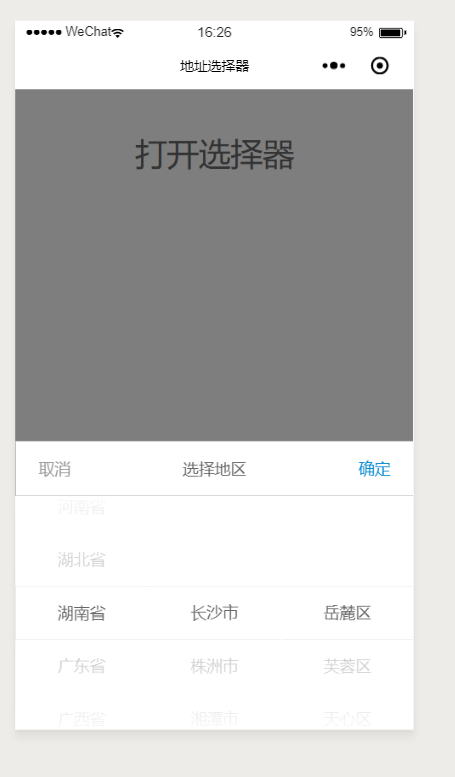 WeChat 16:26 95%
地址选择器
打开选择器
取消 选择地区 确定
河南省
湖北省
湖南省 长沙市 岳麓区
广东省 株洲市 芙蓉区
广西省 湘潭市 天心区